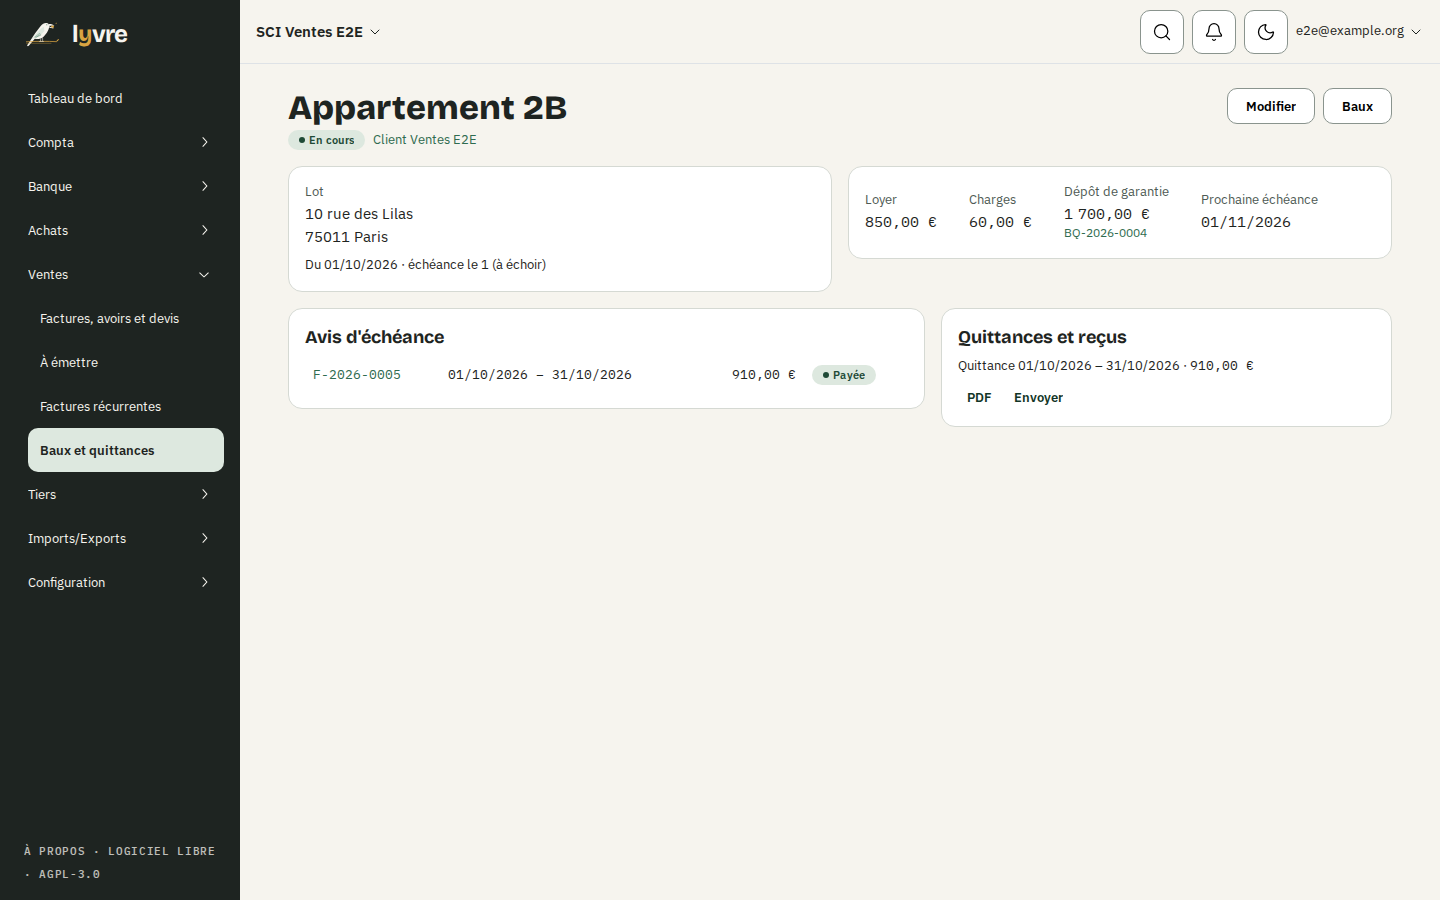 lyvre
SCI Ventes E2E
e2e@example.org
Tableau de bord
Compta
Banque
Achats
Ventes
Factures, avoirs et devis
À émettre
Factures récurrentes
Baux et quittances
Tiers
Imports/Exports
Configuration
À PROPOS · LOGICIEL LIBRE
· AGPL-3.0
Appartement 2B
Modifier
Baux
En cours
Client Ventes E2E
Lot
10 rue des Lilas
75011 Paris
Du 01/10/2026 · échéance le 1 (à échoir)
Loyer
850,00 €
Charges
60,00 €
Dépôt de garantie
1 700,00 €
BQ-2026-0004
Prochaine échéance
01/11/2026
Avis d'échéance
F-2026-0005 01/10/2026 – 31/10/2026 910,00 € Payée
Quittances et reçus
Quittance 01/10/2026 – 31/10/2026 · 910,00 €
PDF Envoyer